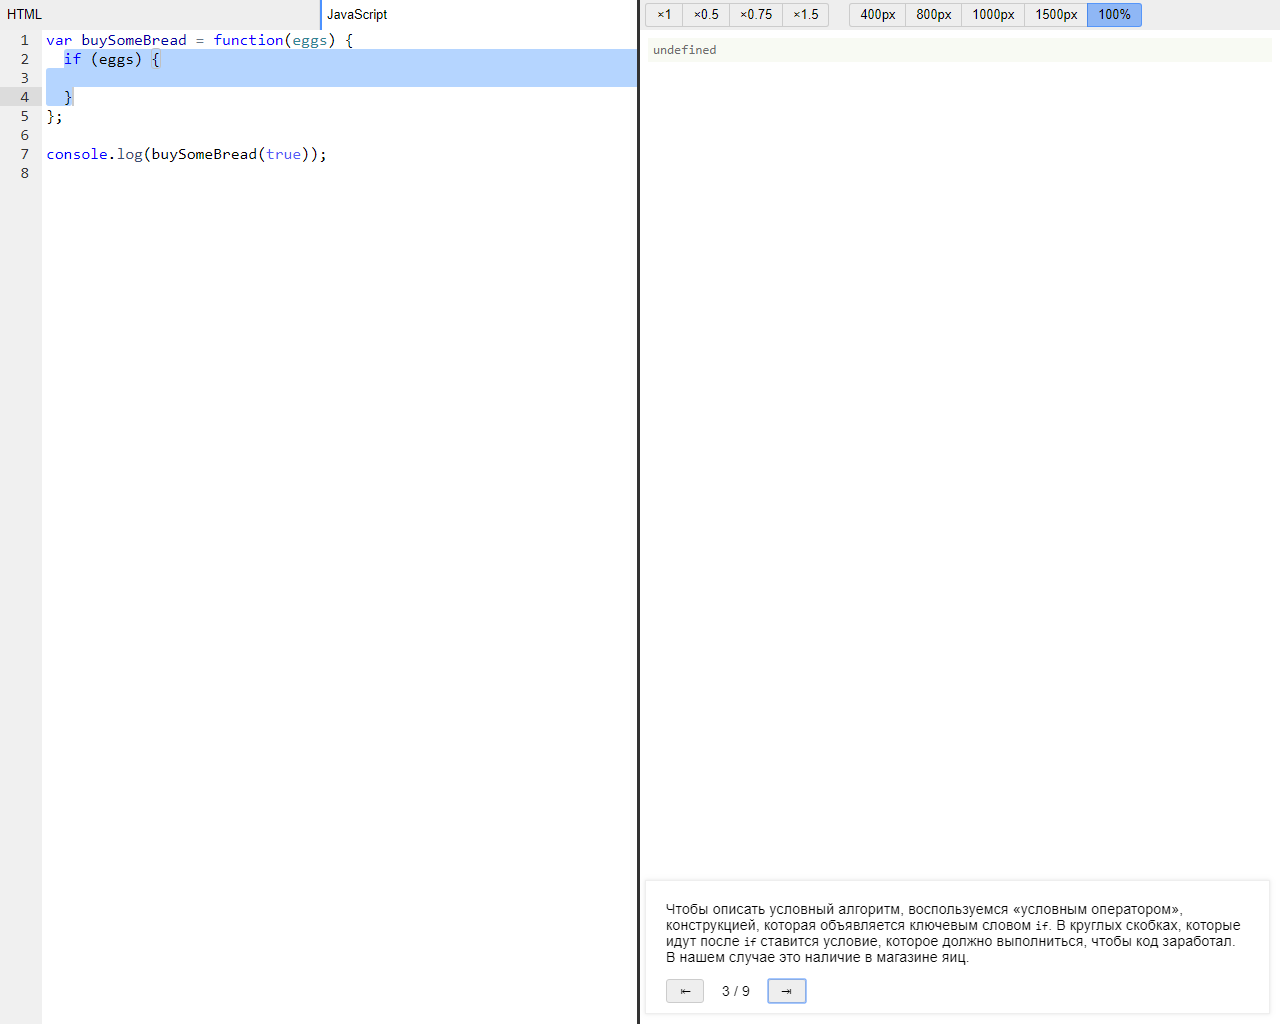 HTML
JavaScript
×1 ×0.5 ×0.75 ×1.5 400px 800px 1000px 1500px 100%
1 var buySomeBread = function(eggs) {
2 if (eggs) {
3
4 }
5 };
6
7 console.log(buySomeBread(true));
8
undefined
Чтобы описать условный алгоритм, воспользуемся «условным оператором»,
конструкцией, которая объявляется ключевым словом if. В круглых скобках, которые
идут после if ставится условие, которое должно выполниться, чтобы код заработал.
В нашем случае это наличие в магазине яиц.
⇤ 3 / 9 ⇥